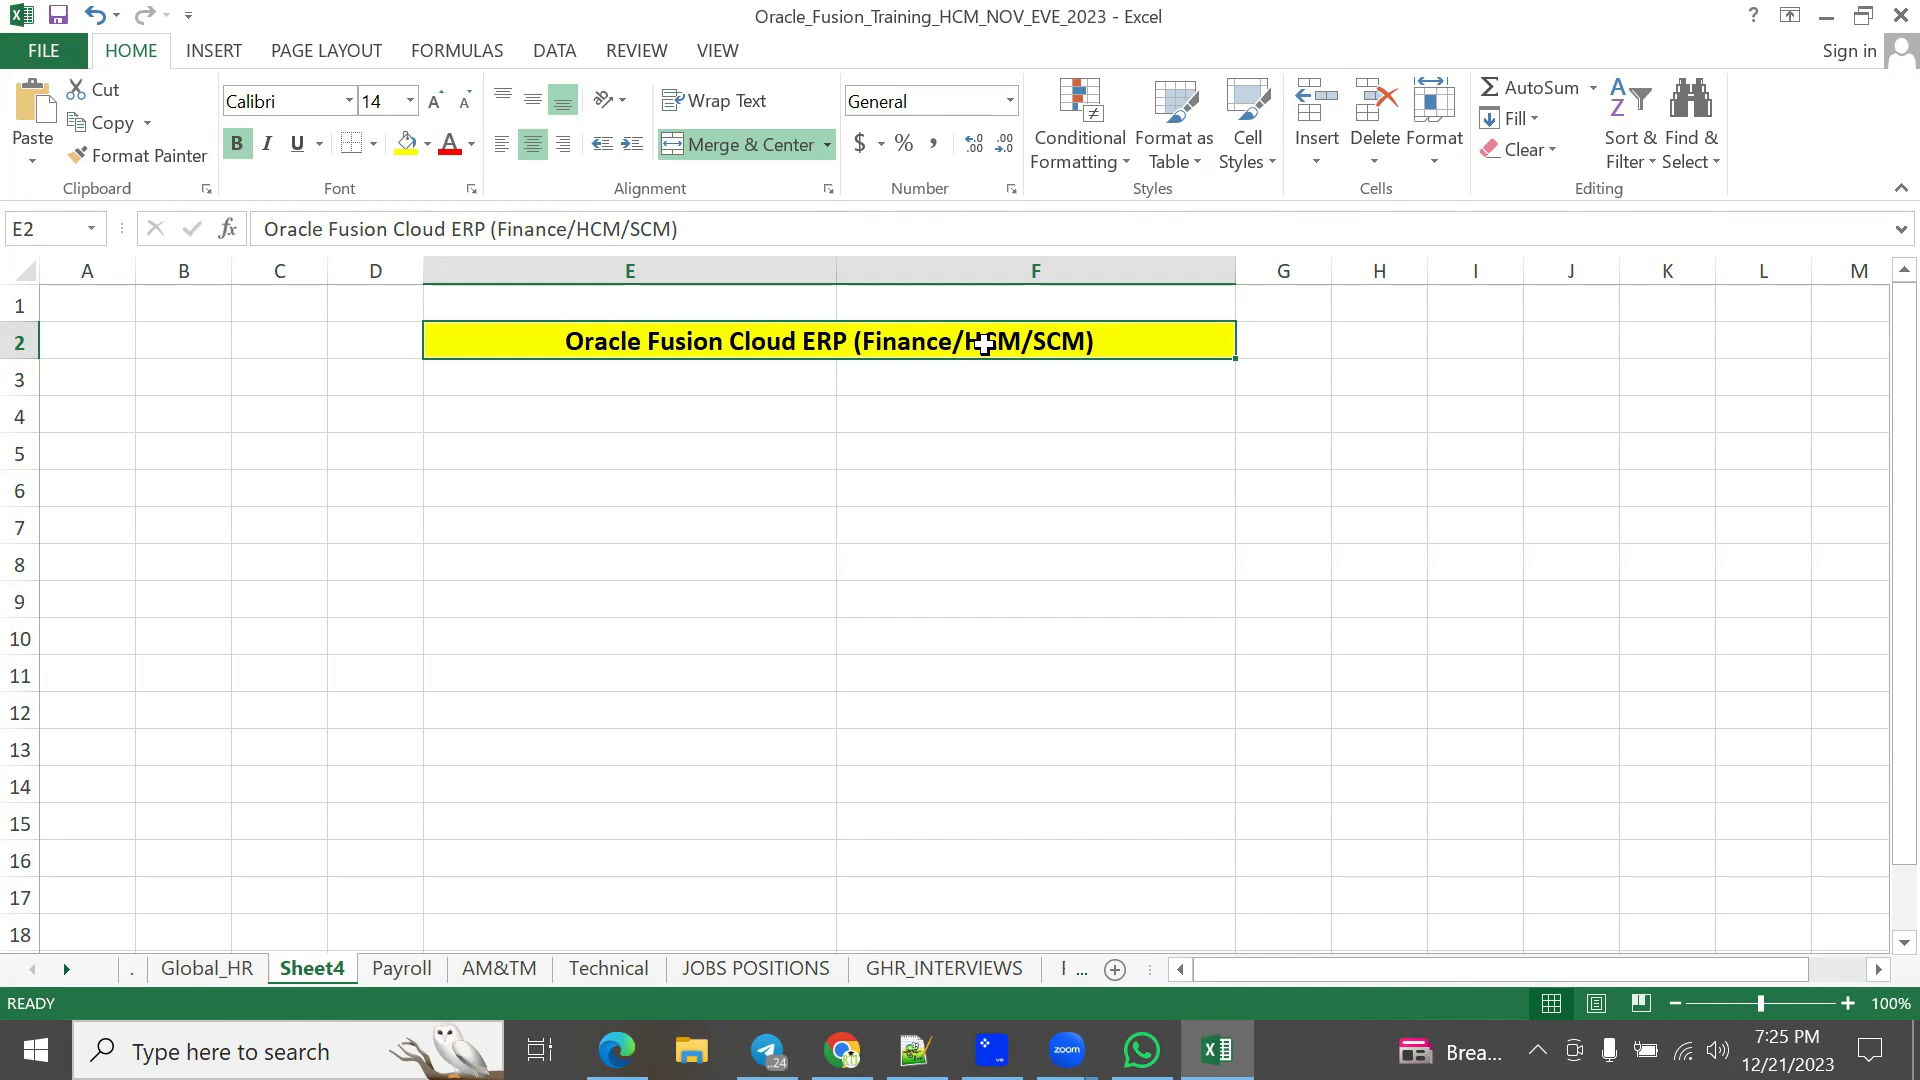 Oracle_Fusion_Training_HCM_NOV_EVE_2023 - Excel
?
FILE HOME INSERT PAGE LAYOUT FORMULAS DATA REVIEW VIEW
Sign in
Paste
Cut
Copy
Format Painter
Clipboard
Calibri 14
B I U
Font
Wrap Text
Merge & Center
Alignment
General
$ % ,
Number
Conditional Formatting
Format as Table
Cell Styles
Styles
Insert Delete Format
Cells
AutoSum
Fill
Clear
Sort & Filter
Find & Select
Editing
E2
fx
Oracle Fusion Cloud ERP (Finance/HCM/SCM)
A B C D E F G H I J K L M
1
2 Oracle Fusion Cloud ERP (Finance/HCM/SCM)
3
4
5
6
7
8
9
10
11
12
13
14
15
16
17
18
. Global_HR Sheet4 Payroll AM&TM Technical JOBS POSITIONS GHR_INTERVIEWS ...
READY
100%
Type here to search
..24
zoom
Brea...
7:25 PM
12/21/2023